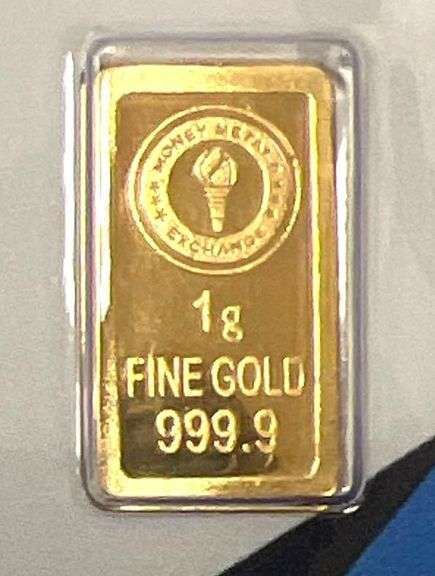 MONEY METALS
EXCHANGE
1g
FINE GOLD
999.9